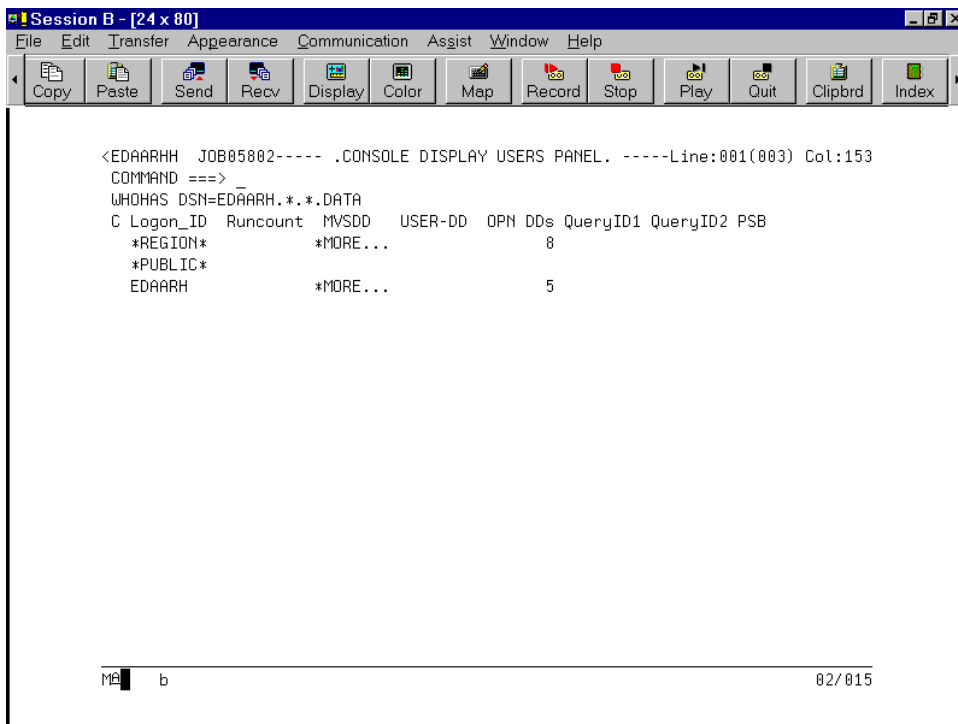 Session B - [24 x 80]
File Edit Transfer Appearance Communication Assist Window Help
Copy Paste Send Recv Display Color Map Record Stop Play Quit Clipbrd Index
<EDAARHH JOB05802----- .CONSOLE DISPLAY USERS PANEL. -----Line:001(003) Col:153
COMMAND ===> _
WHOHAS DSN=EDAARH.*.*.DATA
C Logon_ID Runcount MVSDD USER-DD OPN DDs QueryID1 QueryID2 PSB
*REGION* *MORE... 8
*PUBLIC*
EDAARH *MORE... 5
MA b 02/015